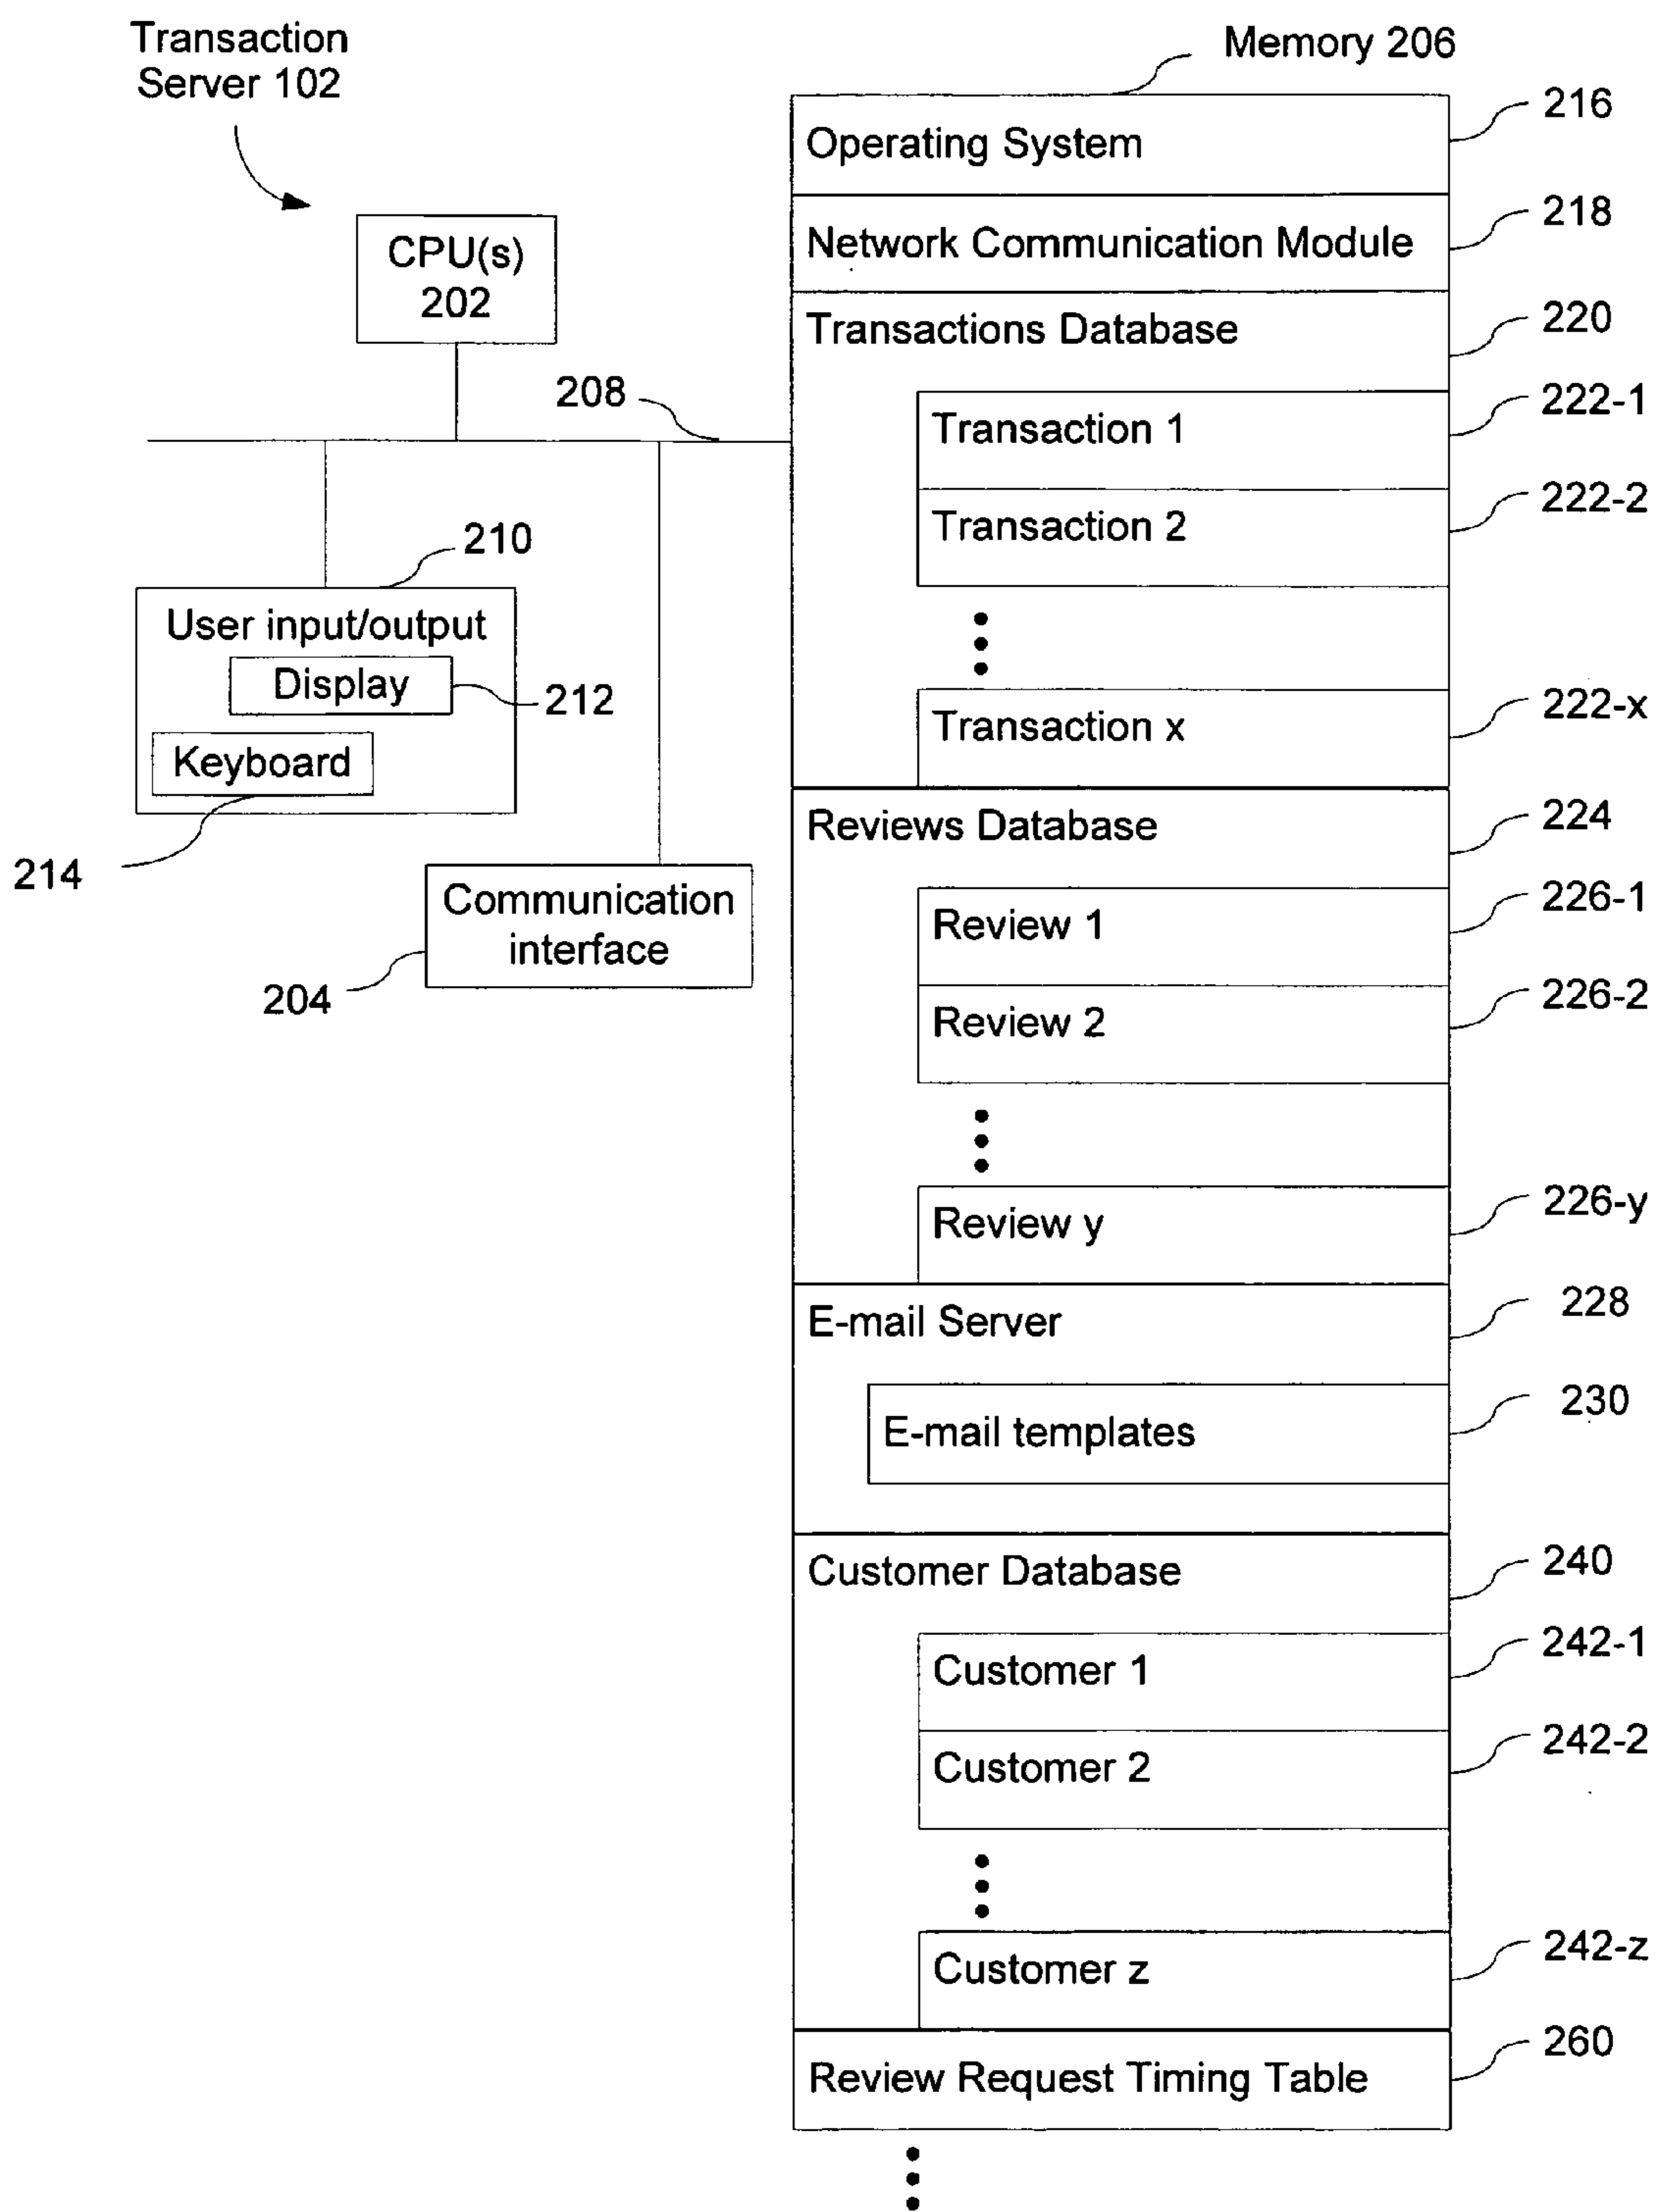 Transaction
Server 102
CPU(s)
202
208
210
User input/output
Display
212
Keyboard
214
Communication
interface
204
Memory 206
Operating System
216
Network Communication Module
218
Transactions Database
220
Transaction 1
222-1
Transaction 2
222-2
Transaction x
222-x
Reviews Database
224
Review 1
226-1
Review 2
226-2
Review y
226-y
E-mail Server
228
E-mail templates
230
Customer Database
240
Customer 1
242-1
Customer 2
242-2
Customer z
242-z
Review Request Timing Table
260